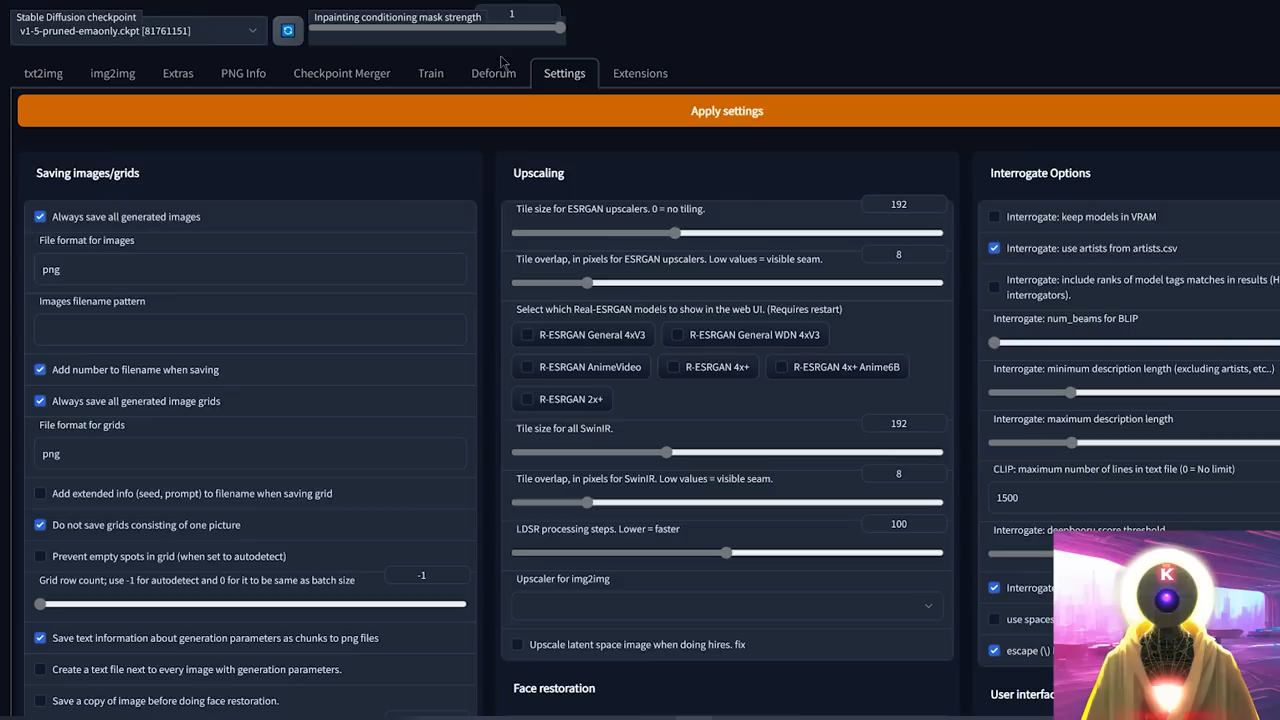 Stable Diffusion checkpoint
v1-5-pruned-emaonly.ckpt [81761151]
Inpainting conditioning mask strength
1
txt2img
img2img
Extras
PNG Info
Checkpoint Merger
Train
Deforum
Settings
Extensions
Apply settings
Saving images/grids
Always save all generated images
File format for images
png
Images filename pattern
Add number to filename when saving
Always save all generated image grids
File format for grids
png
Add extended info (seed, prompt) to filename when saving grid
Do not save grids consisting of one picture
Prevent empty spots in grid (when set to autodetect)
Grid row count; use -1 for autodetect and 0 for it to be same as batch size
-1
Save text information about generation parameters as chunks to png files
Create a text file next to every image with generation parameters.
Save a copy of image before doing face restoration.
Upscaling
Tile size for ESRGAN upscalers. 0 = no tiling.
192
Tile overlap, in pixels for ESRGAN upscalers. Low values = visible seam.
8
Select which Real-ESRGAN models to show in the web UI. (Requires restart)
R-ESRGAN General 4xV3
R-ESRGAN General WDN 4xV3
R-ESRGAN AnimeVideo
R-ESRGAN 4x+
R-ESRGAN 4x+ Anime6B
R-ESRGAN 2x+
Tile size for all SwinIR.
192
Tile overlap, in pixels for SwinIR. Low values = visible seam.
8
LDSR processing steps. Lower = faster
100
Upscaler for img2img
Upscale latent space image when doing hires. fix
Face restoration
Interrogate Options
Interrogate: keep models in VRAM
Interrogate: use artists from artists.csv
Interrogate: include ranks of model tags matches in results (H
interrogators).
Interrogate: num_beams for BLIP
Interrogate: minimum description length (excluding artists, etc..)
Interrogate: maximum description length
CLIP: maximum number of lines in text file (0 = No limit)
1500
Interrogate: deepbooru score threshold
Interrogat
use spaces
escape (\)
User interfac
K